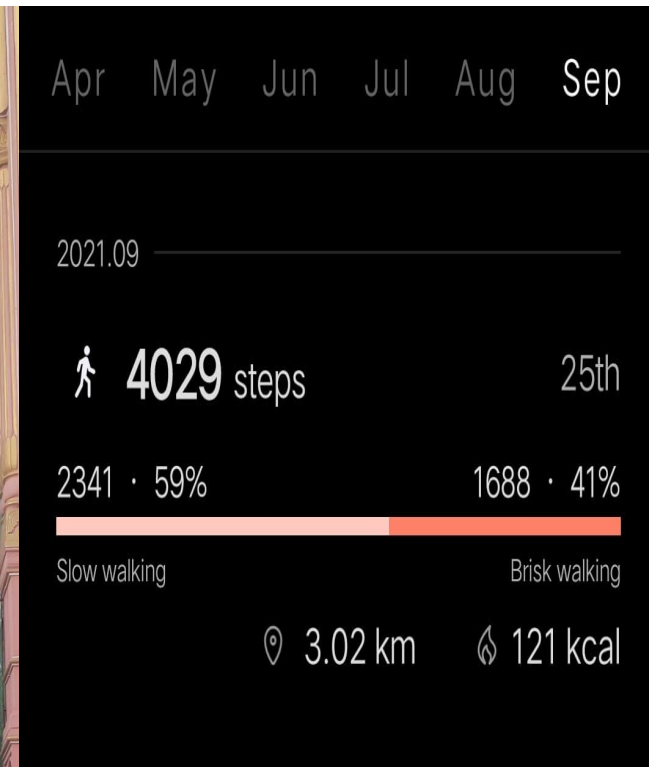 Apr May Jun Jul Aug Sep
2021.09
4029 steps 25th
2341 · 59% 1688 · 41%
Slow walking Brisk walking
3.02 km 121 kcal